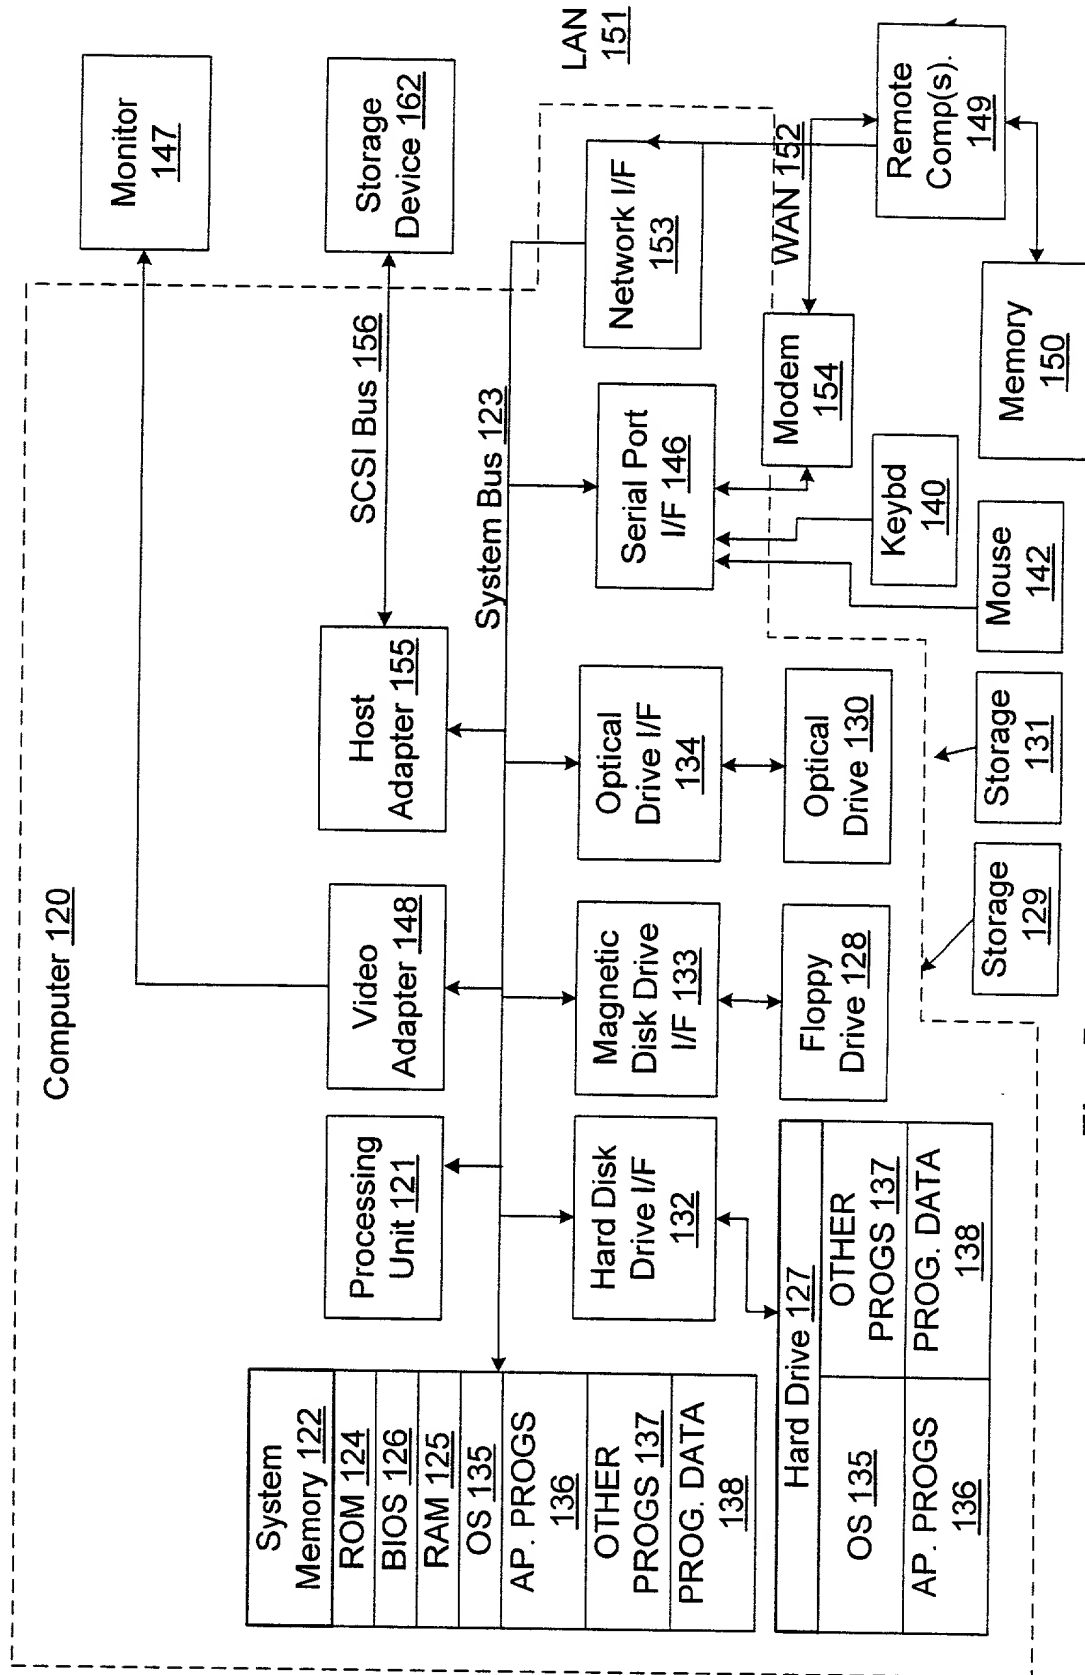 Computer 120
Monitor
147
Storage
Device 162
SCSI Bus 156
LAN
151
System
Memory 122
ROM 124
BIOS 126
RAM 125
OS 135
AP. PROGS
136
OTHER
PROGS 137
PROG. DATA
138
Processing
Unit 121
Video
Adapter 148
Host
Adapter 155
System Bus 123
Hard Disk
Drive I/F
132
Magnetic
Disk Drive
I/F 133
Optical
Drive I/F
134
Serial Port
I/F 146
Network I/F
153
WAN 152
Hard Drive 127
OS 135
OTHER
PROGS 137
AP. PROGS
136
PROG. DATA
138
Floppy
Drive 128
Optical
Drive 130
Modem
154
Remote
Comp(s).
149
Keybd
140
Storage
129
Storage
131
Mouse
142
Memory
150